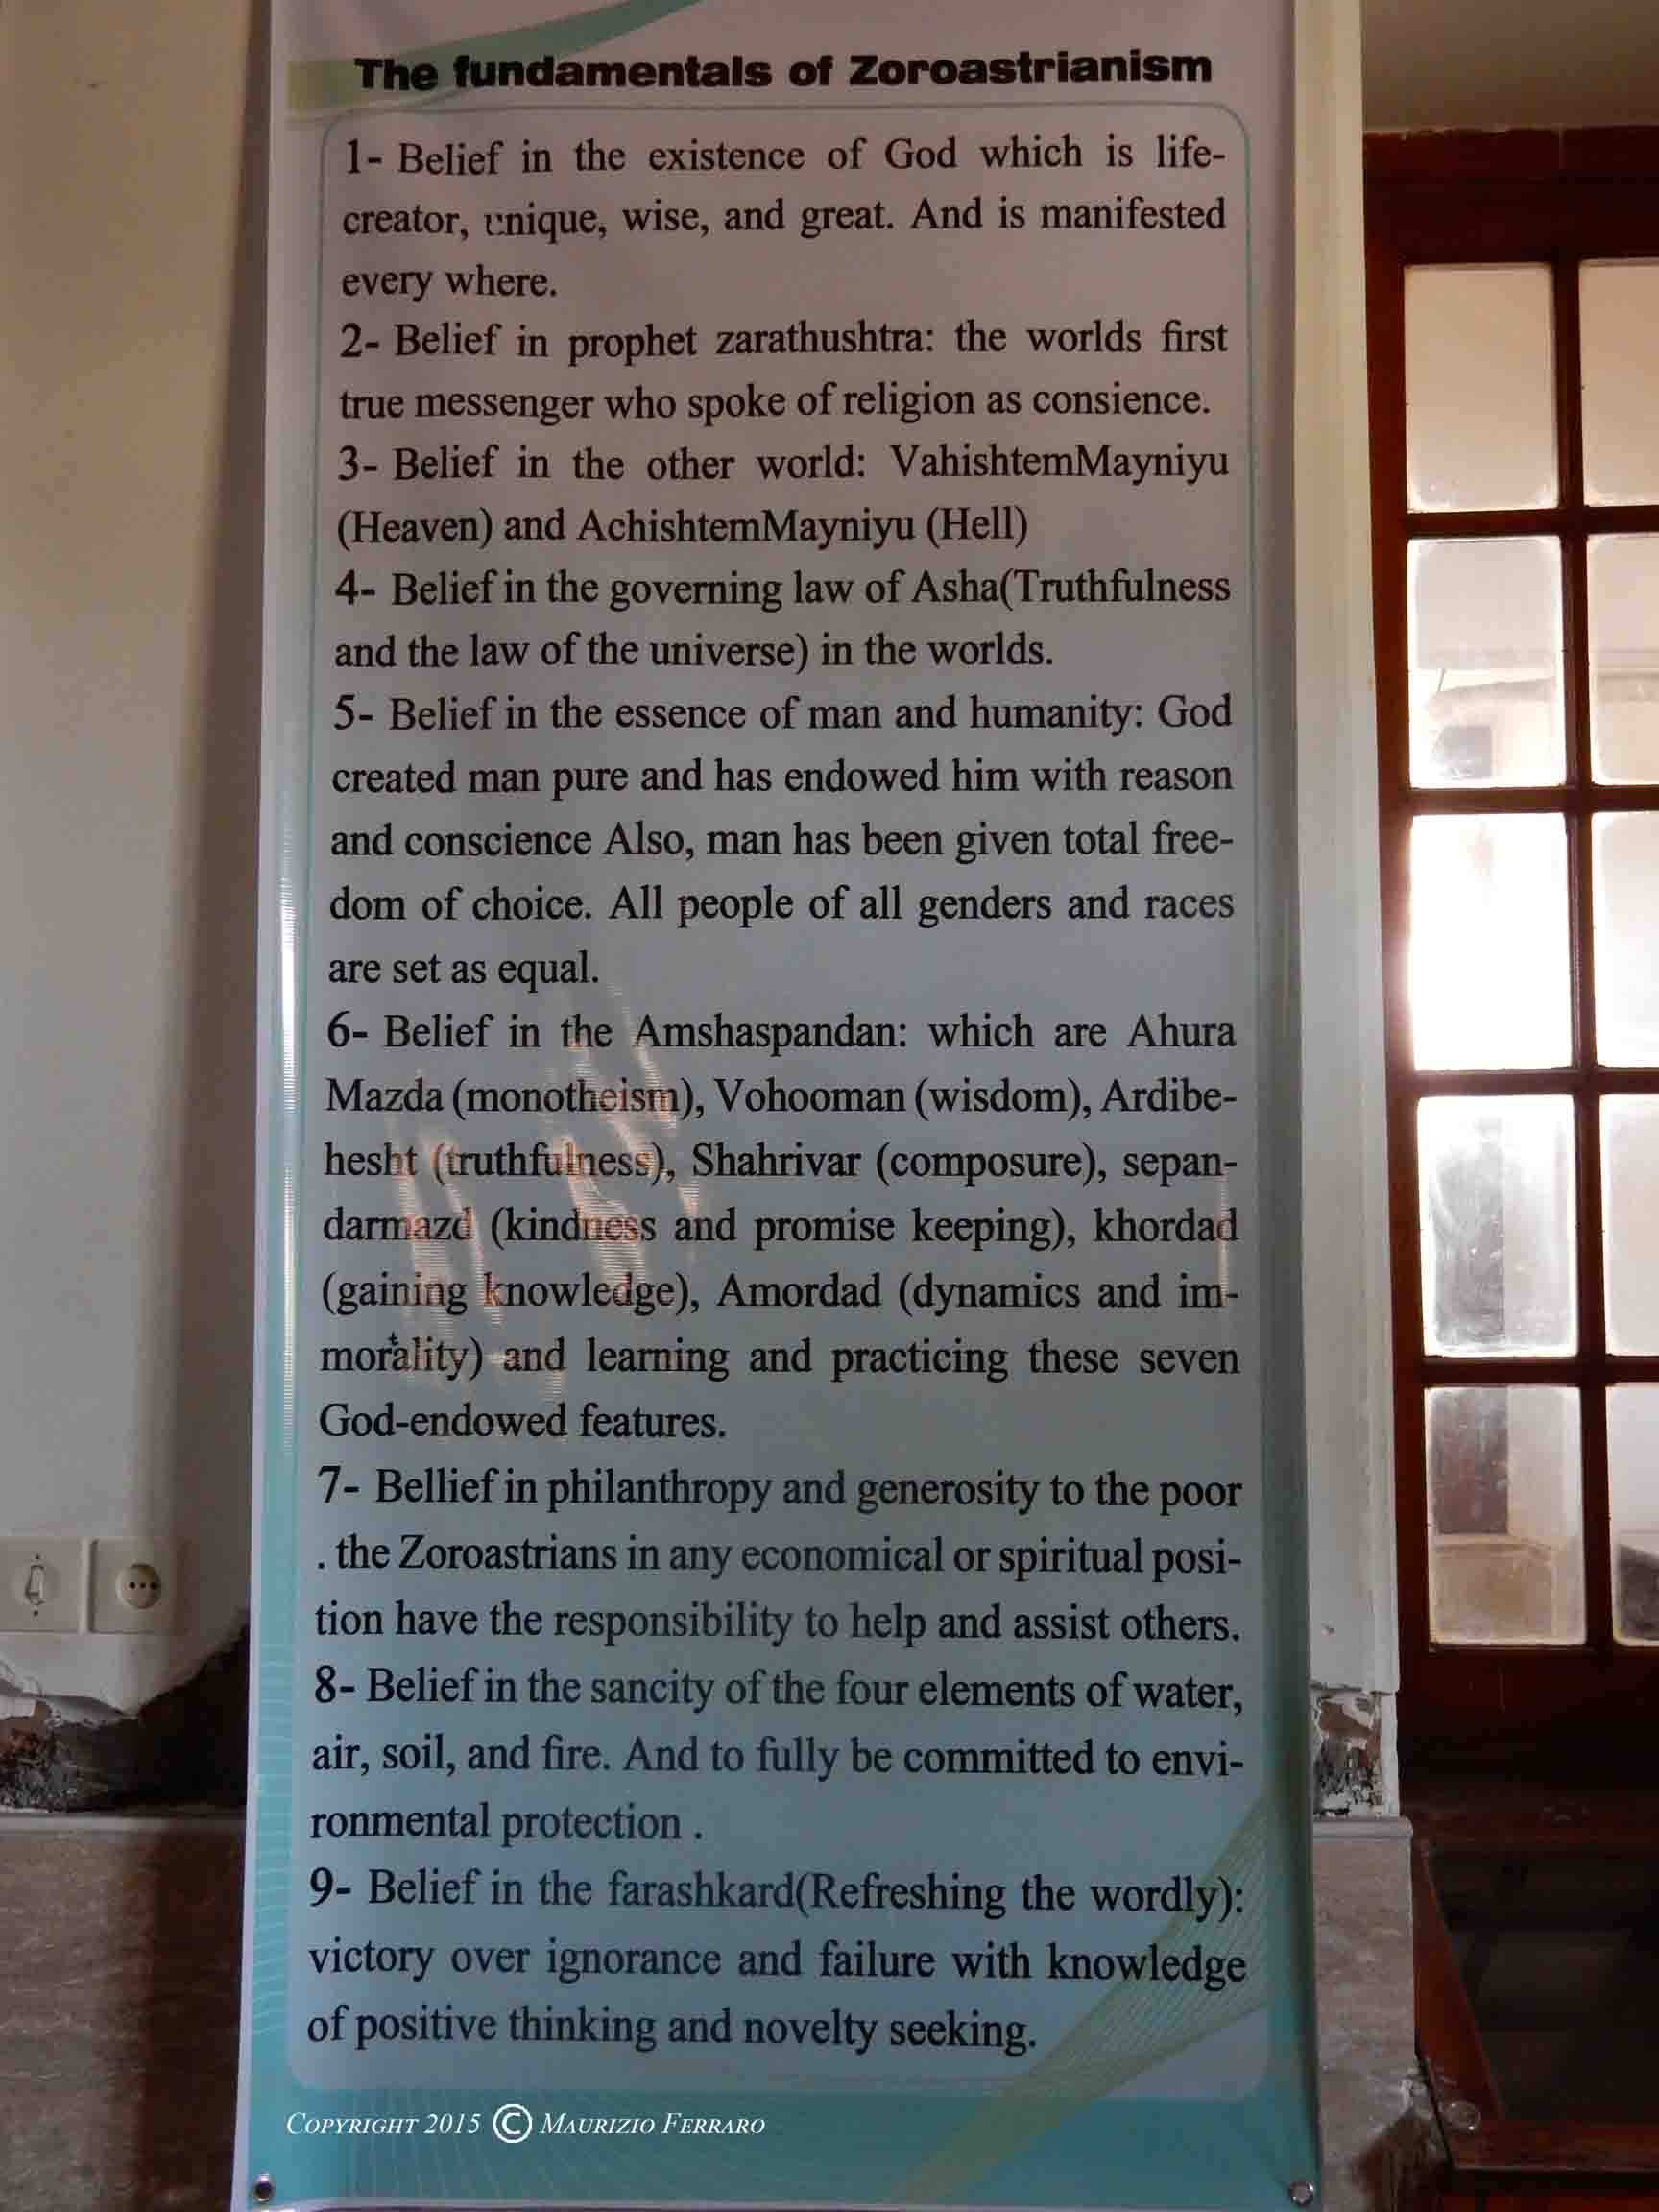 The fundamentals of Zoroastrianism
1- Belief in the existence of God which is life-
creator, unique, wise, and great. And is manifested
every where.
2- Belief in prophet zarathushtra: the worlds first
true messenger who spoke of religion as consience.
3- Belief in the other world: VahishtemMayniyu
(Heaven) and AchishtemMayniyu (Hell)
4- Belief in the governing law of Asha(Truthfulness
and the law of the universe) in the worlds.
5- Belief in the essence of man and humanity: God
created man pure and has endowed him with reason
and conscience Also, man has been given total free-
dom of choice. All people of all genders and races
are set as equal.
6- Belief in the Amshaspandan: which are Ahura
Mazda (monotheism), Vohooman (wisdom), Ardibe-
hesht (truthfulness), Shahrivar (composure), sepan-
darmazd (kindness and promise keeping), khordad
(gaining knowledge), Amordad (dynamics and im-
mortality) and learning and practicing these seven
God-endowed features.
7- Bellief in philanthropy and generosity to the poor
. the Zoroastrians in any economical or spiritual posi-
tion have the responsibility to help and assist others.
8- Belief in the sancity of the four elements of water,
air, soil, and fire. And to fully be committed to envi-
ronmental protection .
9- Belief in the farashkard(Refreshing the wordly):
victory over ignorance and failure with knowledge
of positive thinking and novelty seeking.
COPYRIGHT 2015 © MAURIZIO FERRARO